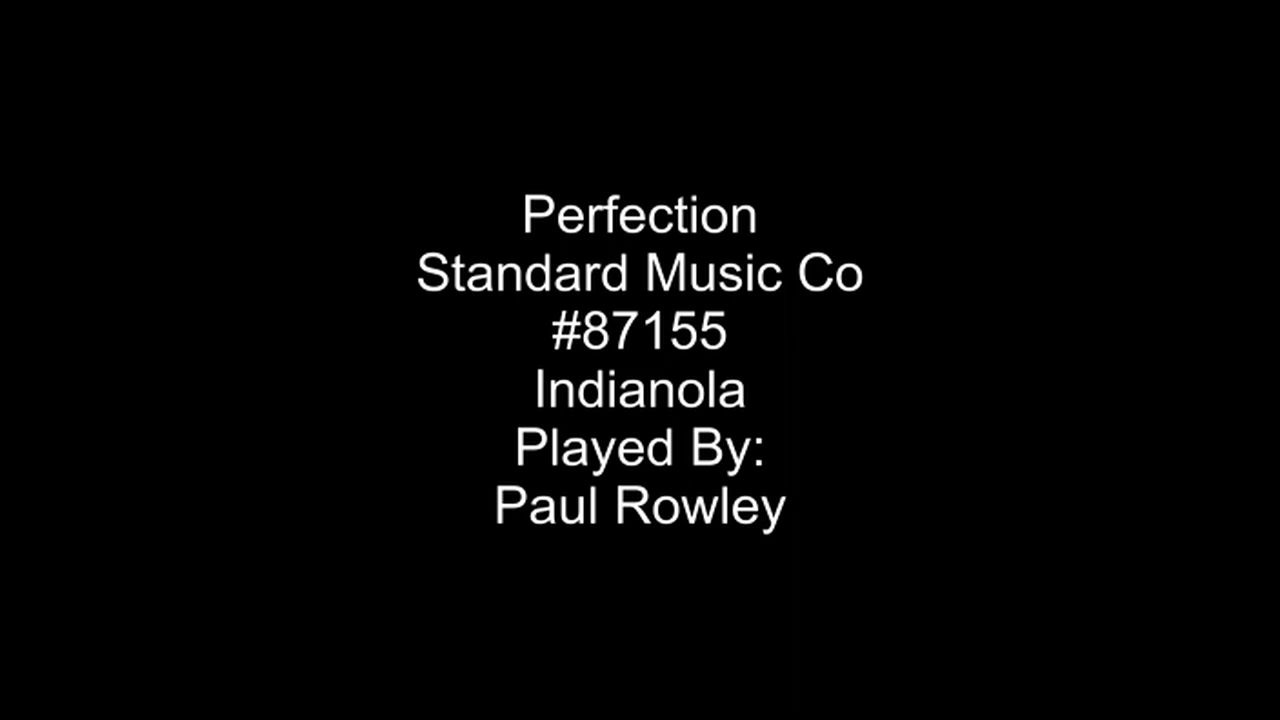 Perfection
Standard Music Co
#87155
Indianola
Played By:
Paul Rowley